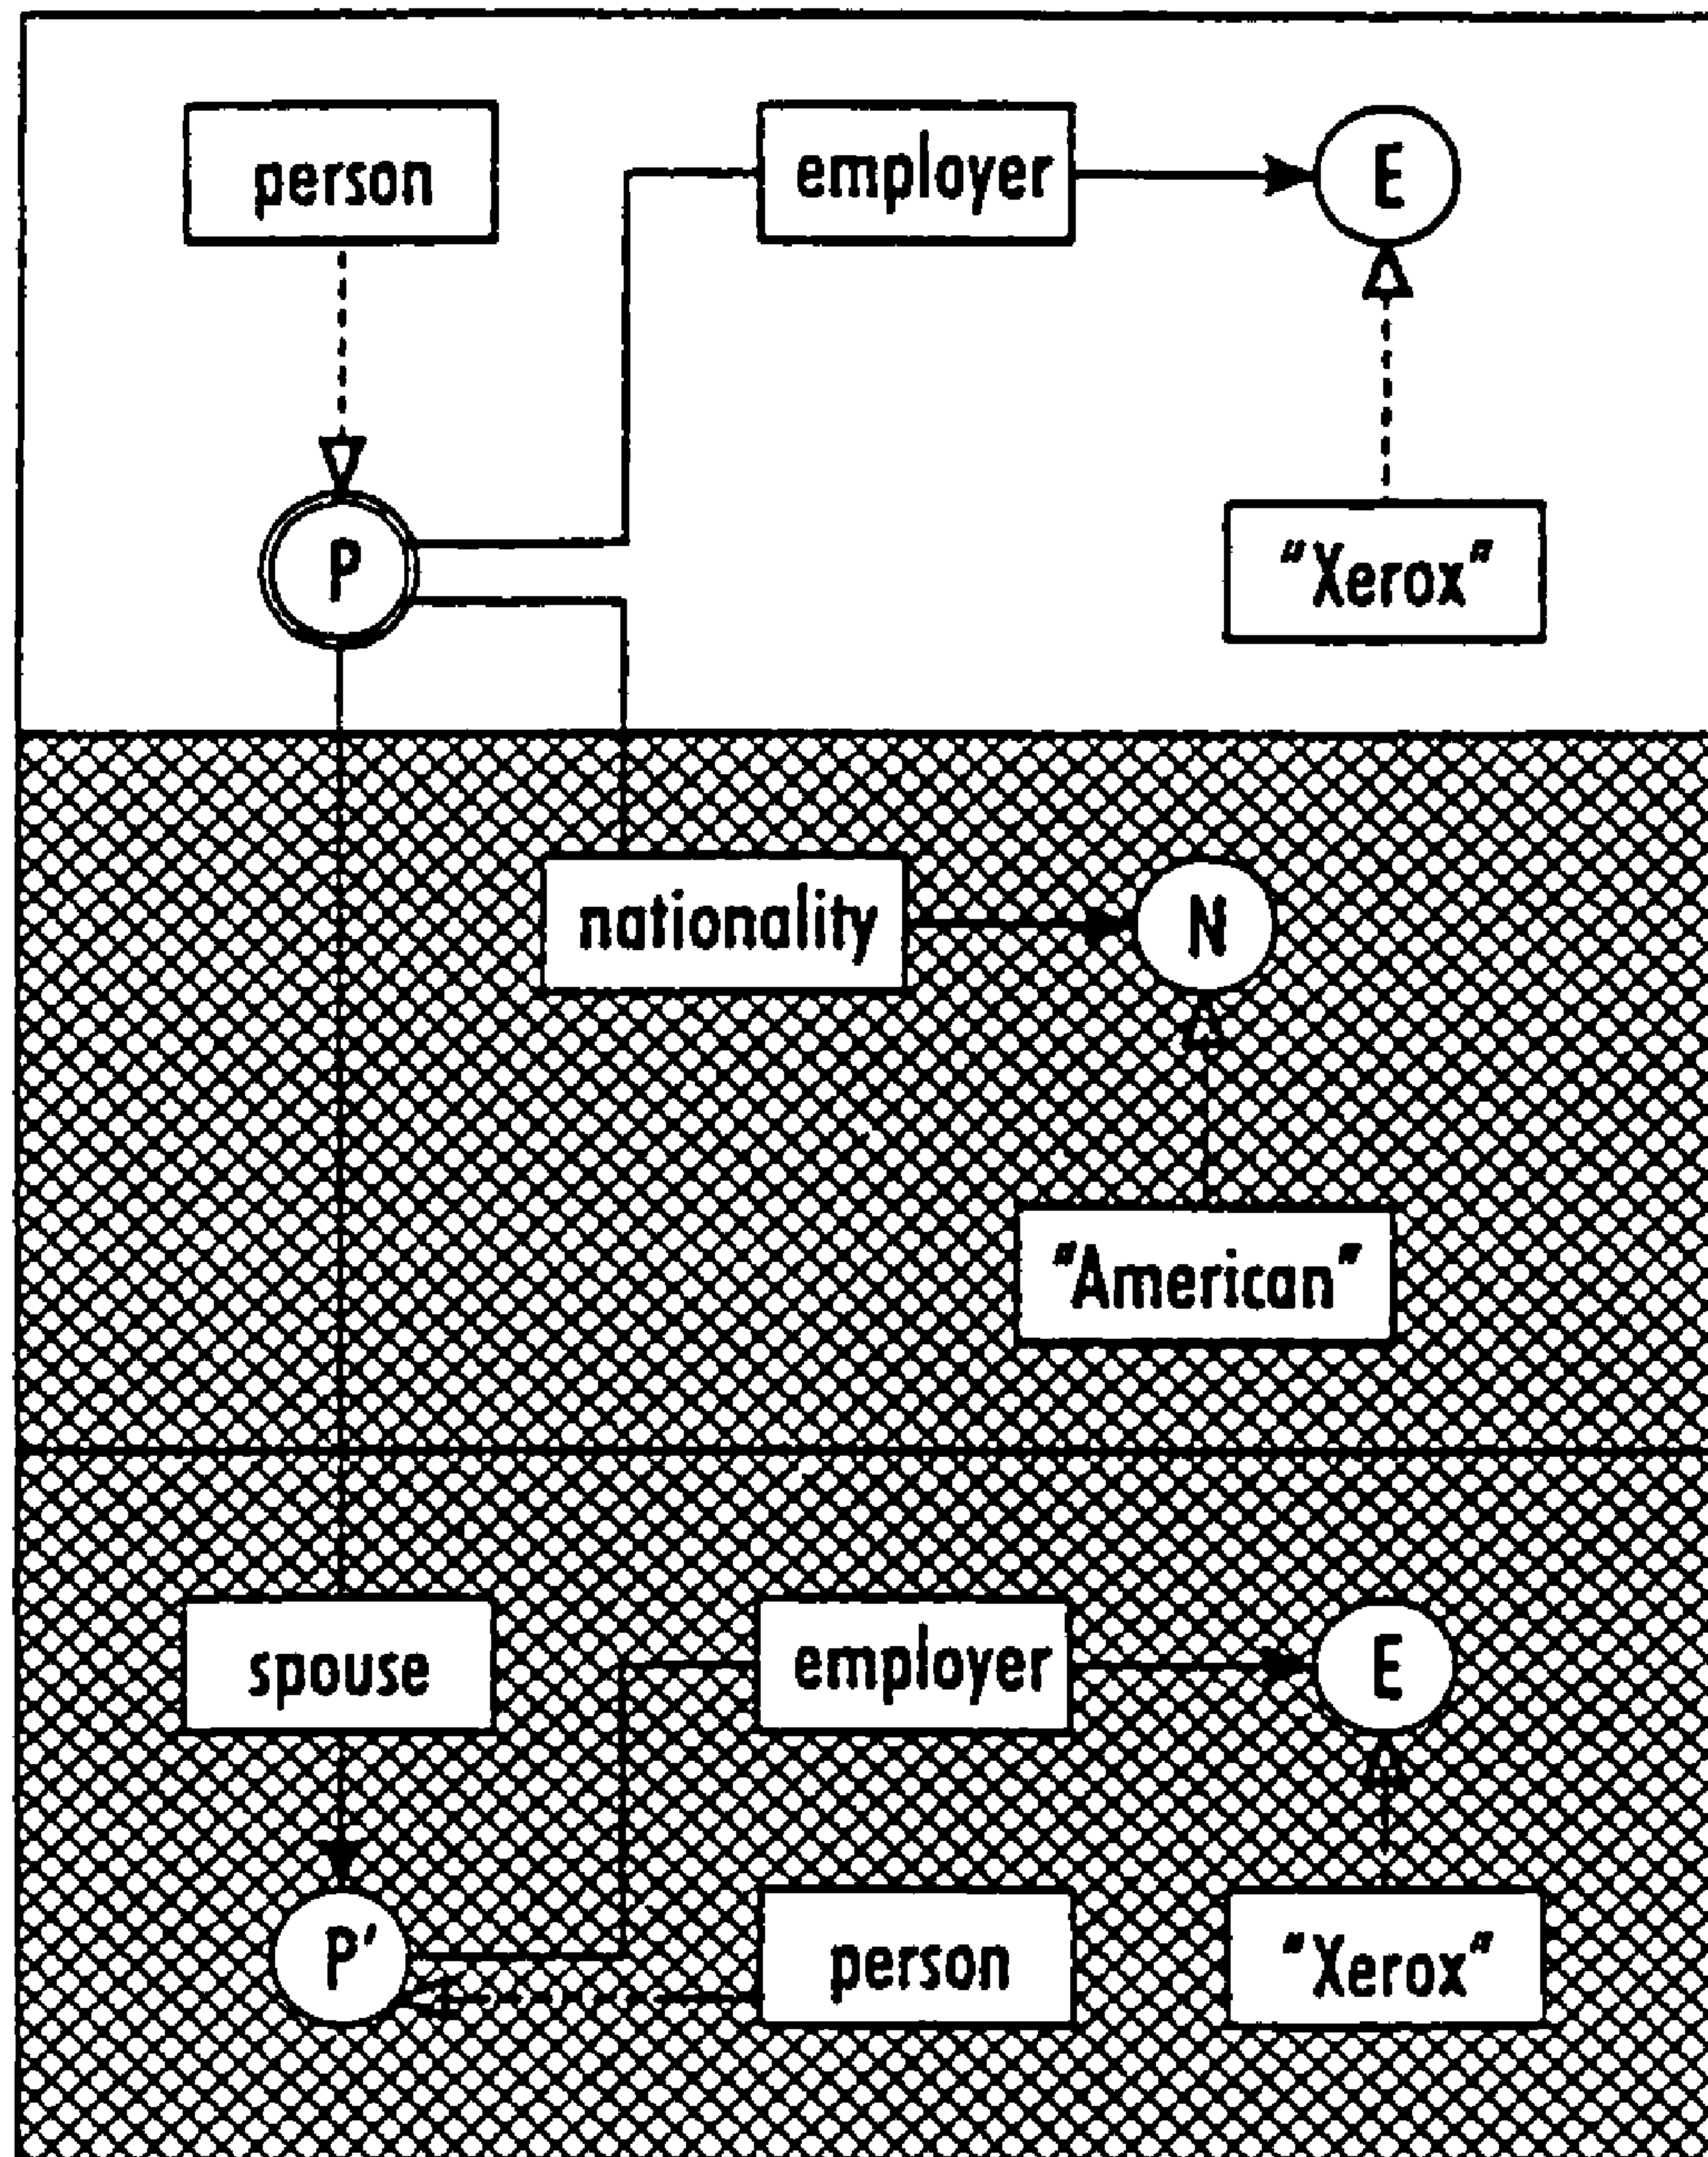 person
employer
E
P
"Xerox"
nationality
N
"American"
spouse
employer
E
P'
person
"Xerox"